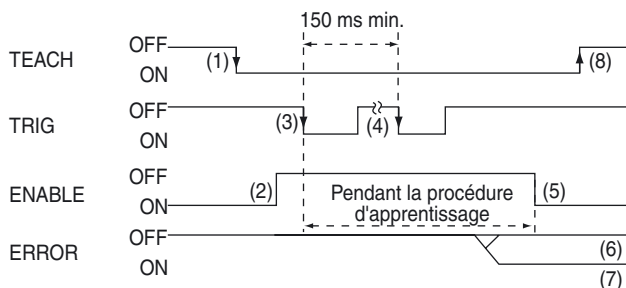 150 ms min.
TEACH OFF (1) (8)
ON
TRIG OFF (3) (4)
ON
ENABLE OFF (2) Pendant la procédure (5)
ON d'apprentissage
ERROR OFF (6)
ON (7)